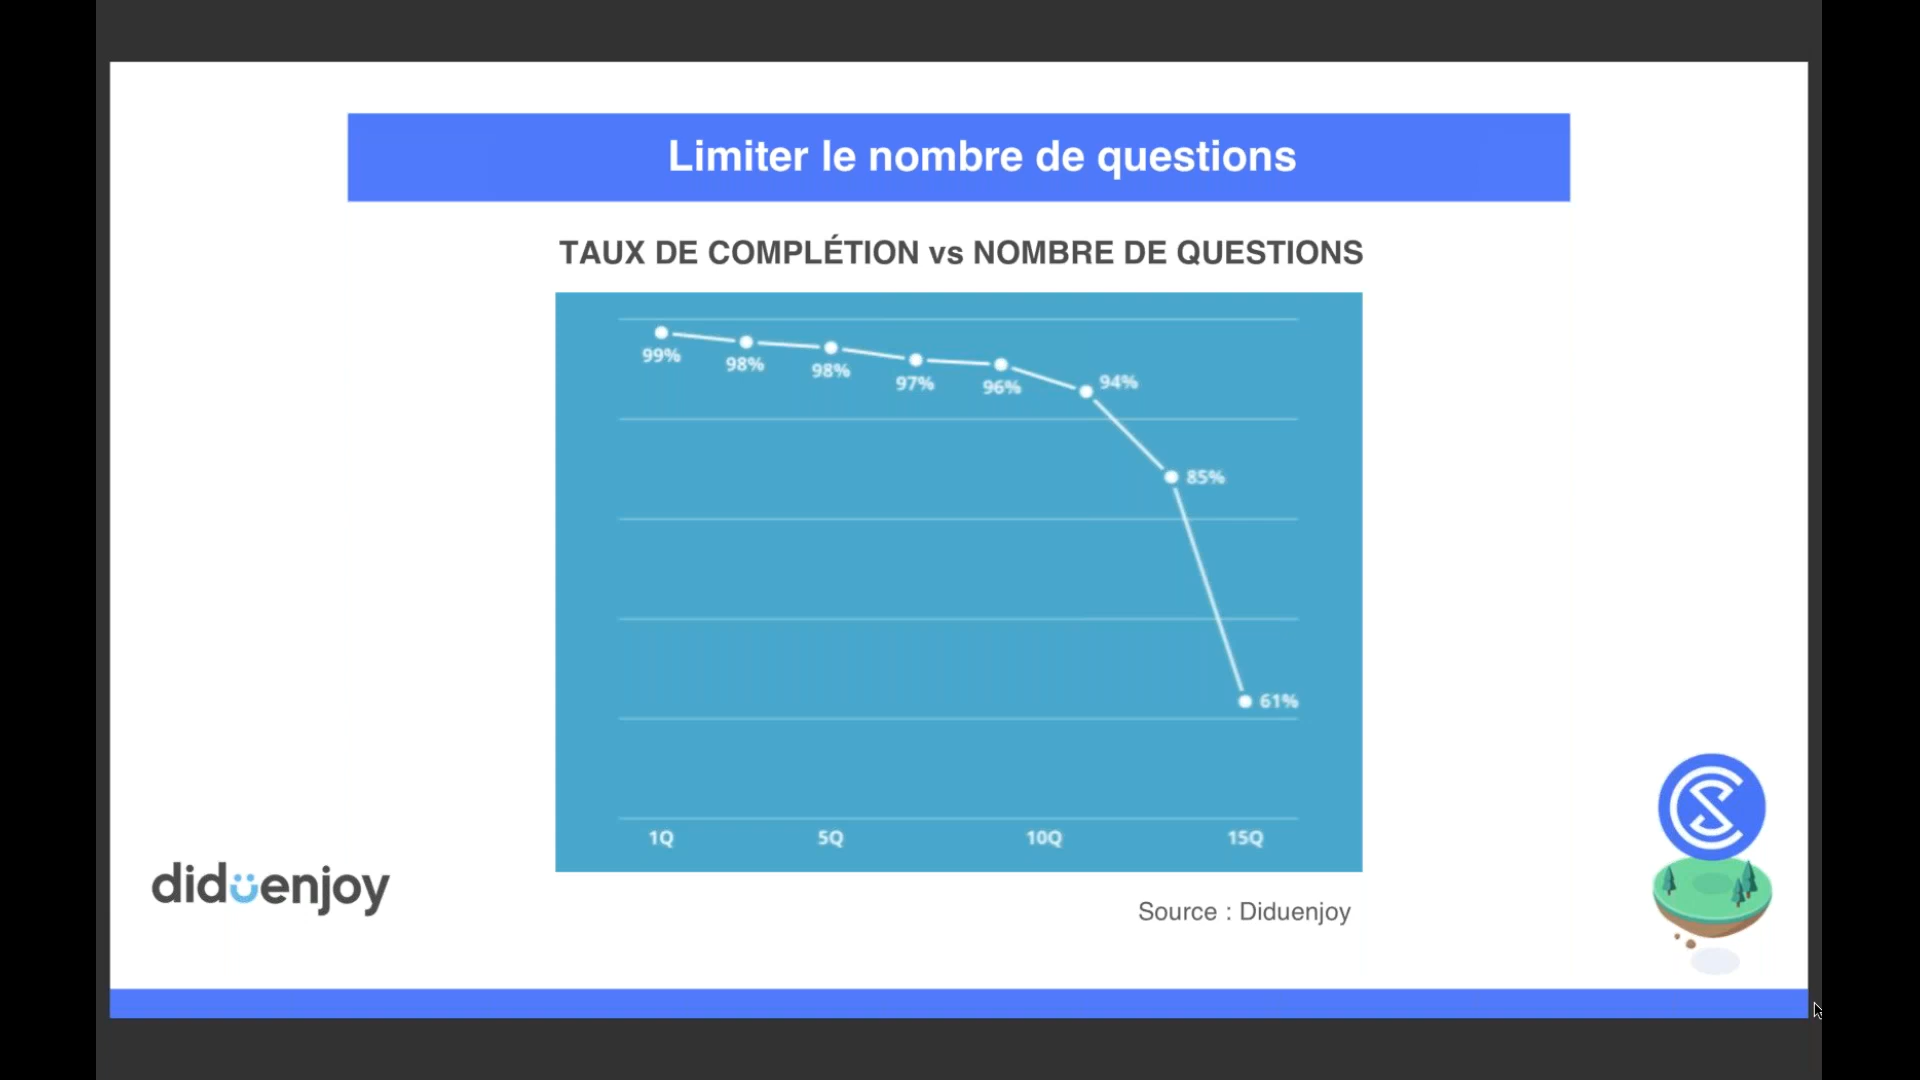 Limiter le nombre de questions
TAUX DE COMPLÉTION vs NOMBRE DE QUESTIONS
99%
98%
98%
97%
96%
94%
85%
61%
1Q
5Q
10Q
15Q
diduenjoy
Source : Diduenjoy